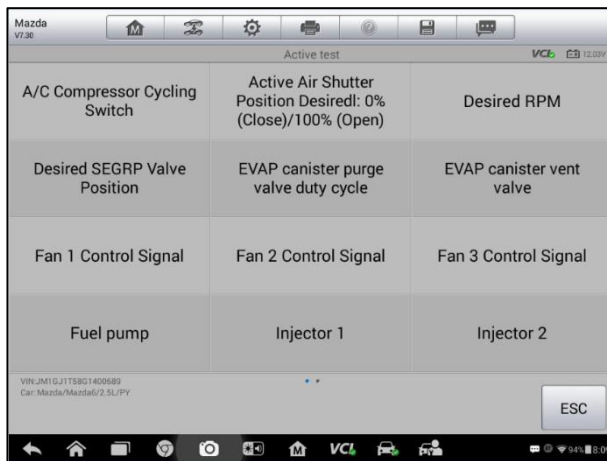 Mazda
V7.30
Active test
VCI 12.03V
A/C Compressor Cycling
Switch
Active Air Shutter
Position Desiredl: 0%
(Close)/100% (Open)
Desired RPM
Desired SEGRP Valve
Position
EVAP canister purge
valve duty cycle
EVAP canister vent
valve
Fan 1 Control Signal
Fan 2 Control Signal
Fan 3 Control Signal
Fuel pump
Injector 1
Injector 2
VIN:JM1GJ1T58G1400689
Car: Mazda/Mazda6/2.5L/PY
ESC
VCI
94%